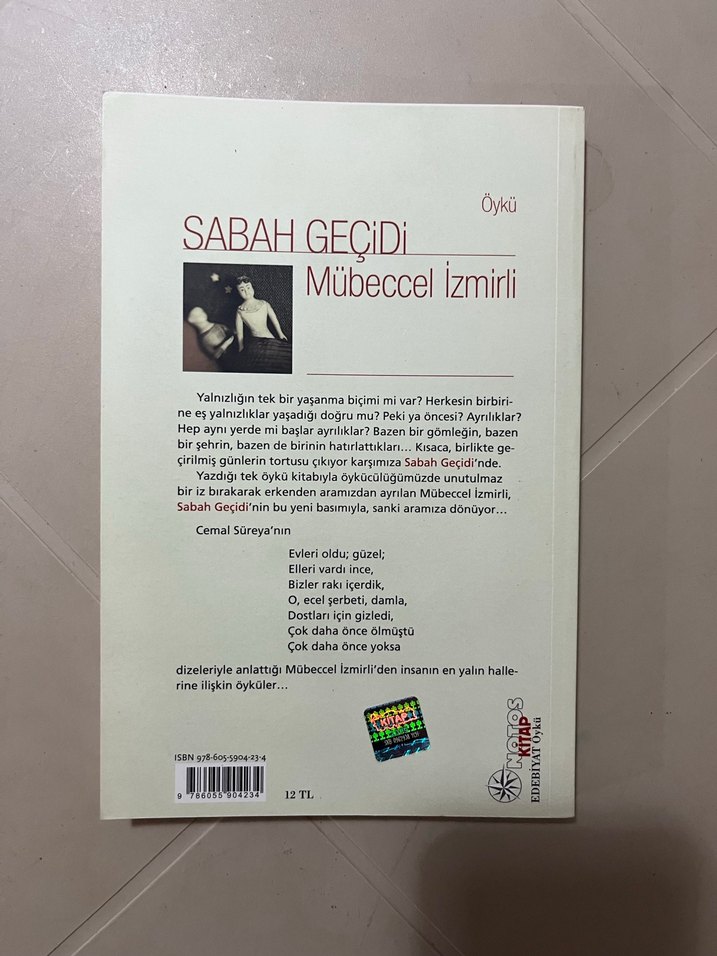 Öykü
SABAH GEÇiDi
Mübeccel İzmirli
Yalnızlığın tek bir yaşanma biçimi mi var? Herkesin birbiri-
ne eş yalnızlıklar yaşadığı doğru mu? Peki ya öncesi? Ayrılıklar?
Hep aynı yerde mi başlar ayrılıklar? Bazen bir gömleğin, bazen
bir şehrin, bazen de birinin hatırlattıkları... Kısaca, birlikte ge-
çirilmiş günlerin tortusu çıkıyor karşımıza Sabah Geçidi'nde.
Yazdığı tek öykü kitabıyla öykücülüğümüzde unutulmaz
bir iz bırakarak erkenden aramızdan ayrılan Mübeccel İzmirli,
Sabah Geçidi'nin bu yeni basımıyla, sanki aramıza dönüyor...
Cemal Süreya'nın
Evleri oldu; güzel;
Elleri vardı ince,
Bizler rakı içerdik,
O, ecel şerbeti, damla,
Dostları için gizledi,
Çok daha önce ölmüştü
Çok daha önce yoksa
dizeleriyle anlattığı Mübeccel İzmirli'den insanın en yalın halle-
rine ilişkin öyküler...
KİTAP
ISBN 978-605-5904-23-4
9 786055 904234
12 TL
NOTOS
KİTAP
EDEBİYAT Öykü